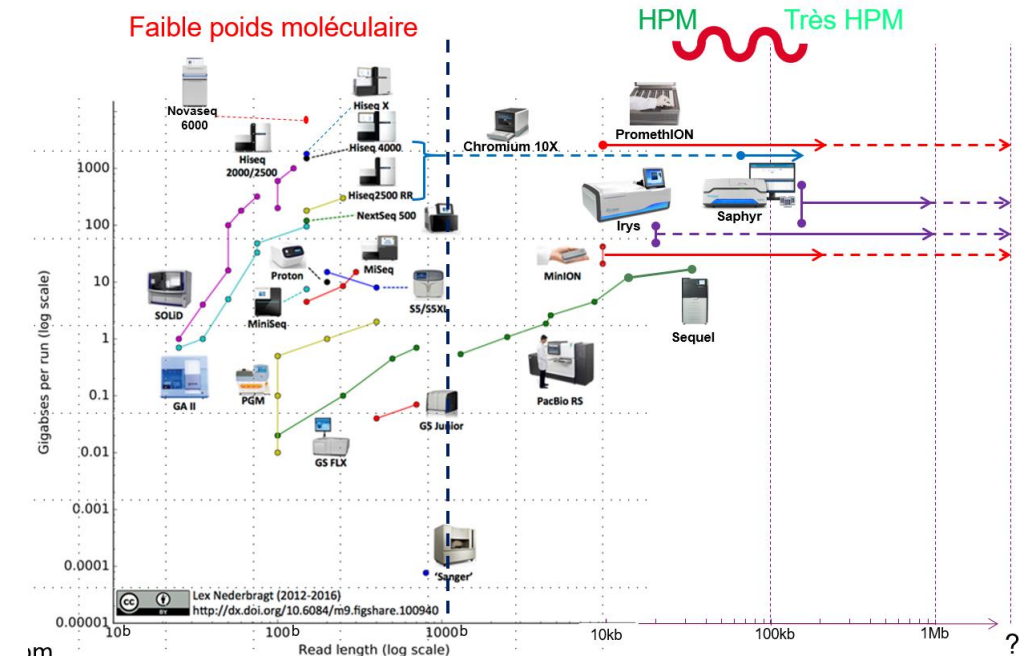 Faible poids moléculaire
HPM
Très HPM
Novaseq
6000
Hiseq X
Hiseq
2000/2500
Hiseq 4000
Chromium 10X
PromethION
Hiseq2500 RR
NextSeq 500
Irys
Saphyr
MiSeq
Proton
MinION
SOLiD
MiniSeq
S5/S5XL
Sequel
GA II
PGM
PacBio RS
GS Junior
GS FLX
'Sanger'
Gigabses per run (log scale)
1000
100
10
1
0.1
0.01
0.001
0.0001
0.00001
cc
BY
Lex Nederbragt (2012-2016)
http://dx.doi.org/10.6084/m9.figshare.100940
10b
100b
1000b
10kb
100kb
1Mb
?
Read length (log scale)